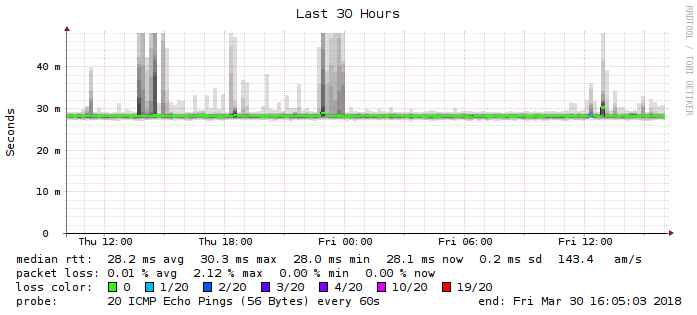 Last 30 Hours
RRDTOOL / TOBI OETIKER
Seconds
40 m
30 m
20 m
10 m
0
Thu 12:00 Thu 18:00 Fri 00:00 Fri 06:00 Fri 12:00
median rtt: 28.2 ms avg 30.3 ms max 28.0 ms min 28.1 ms now 0.2 ms sd 143.4 am/s
packet loss: 0.01 % avg 2.12 % max 0.00 % min 0.00 % now
loss color: 0 1/20 2/20 3/20 4/20 10/20 19/20
probe: 20 ICMP Echo Pings (56 Bytes) every 60s end: Fri Mar 30 16:05:03 2018